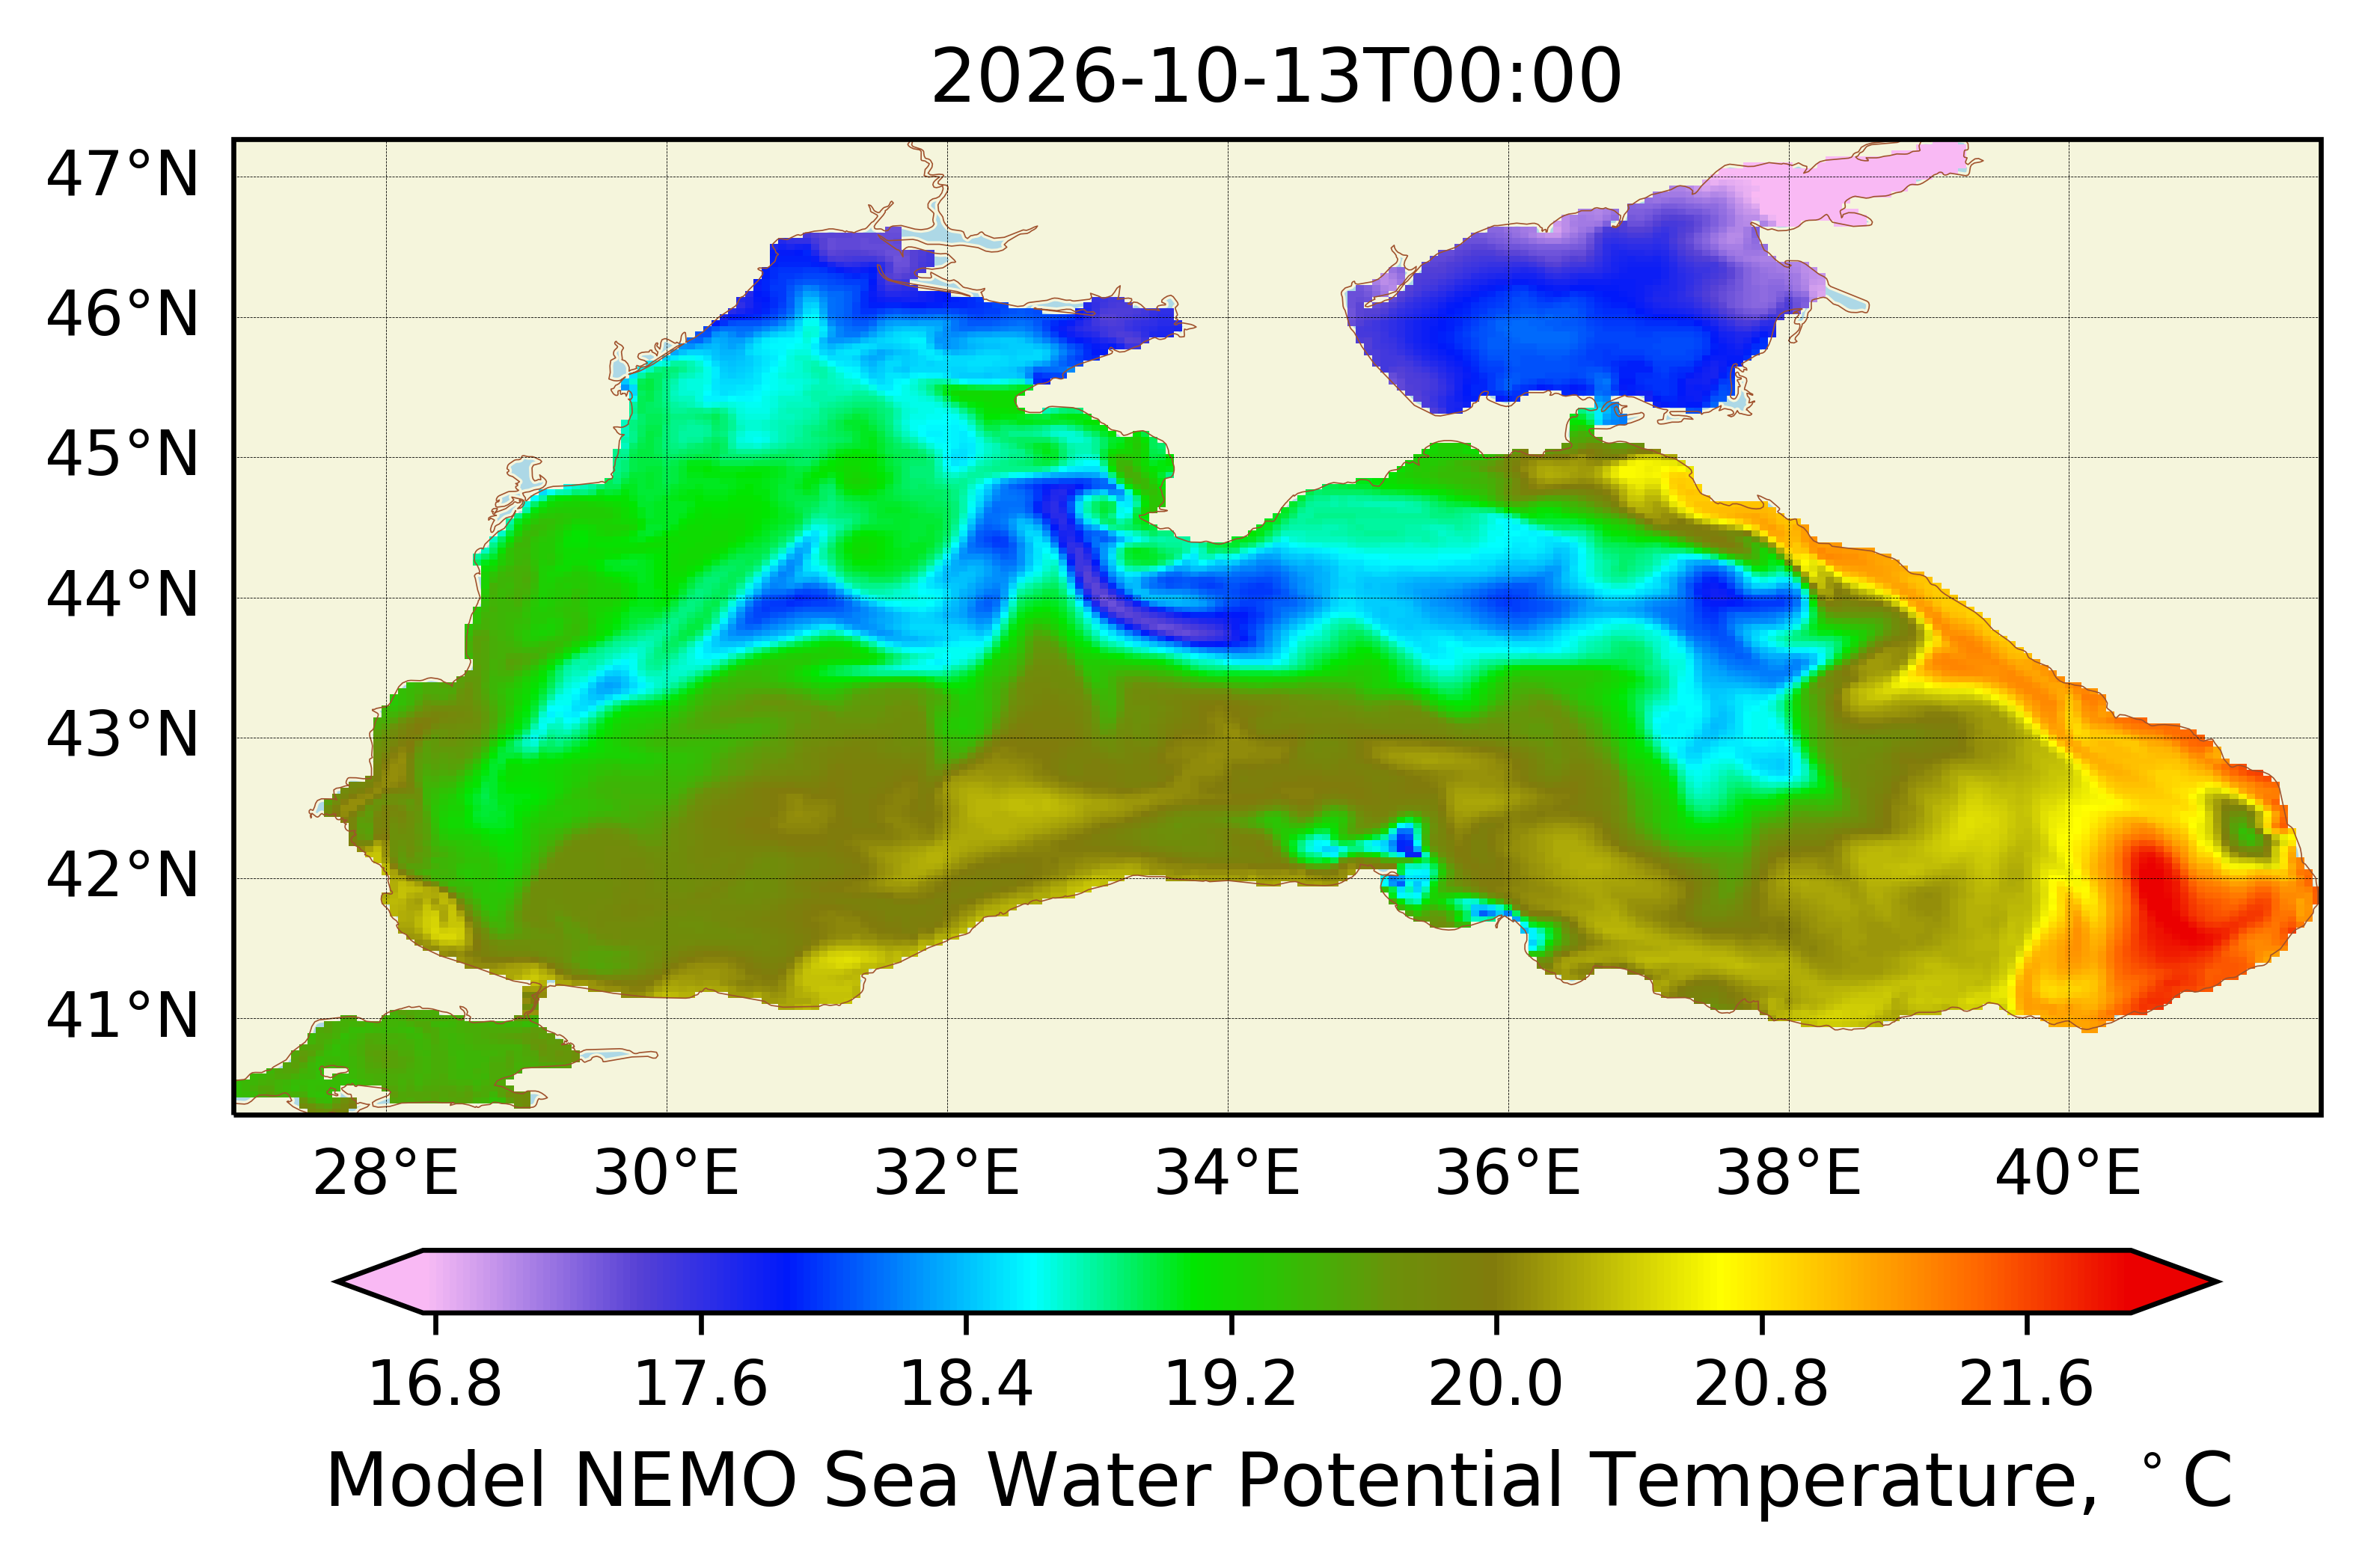 2026-10-13T00:00
47°N
46°N
45°N
44°N
43°N
42°N
41°N
28°E 30°E 32°E 34°E 36°E 38°E 40°E
16.8 17.6 18.4 19.2 20.0 20.8 21.6
Model NEMO Sea Water Potential Temperature, °C